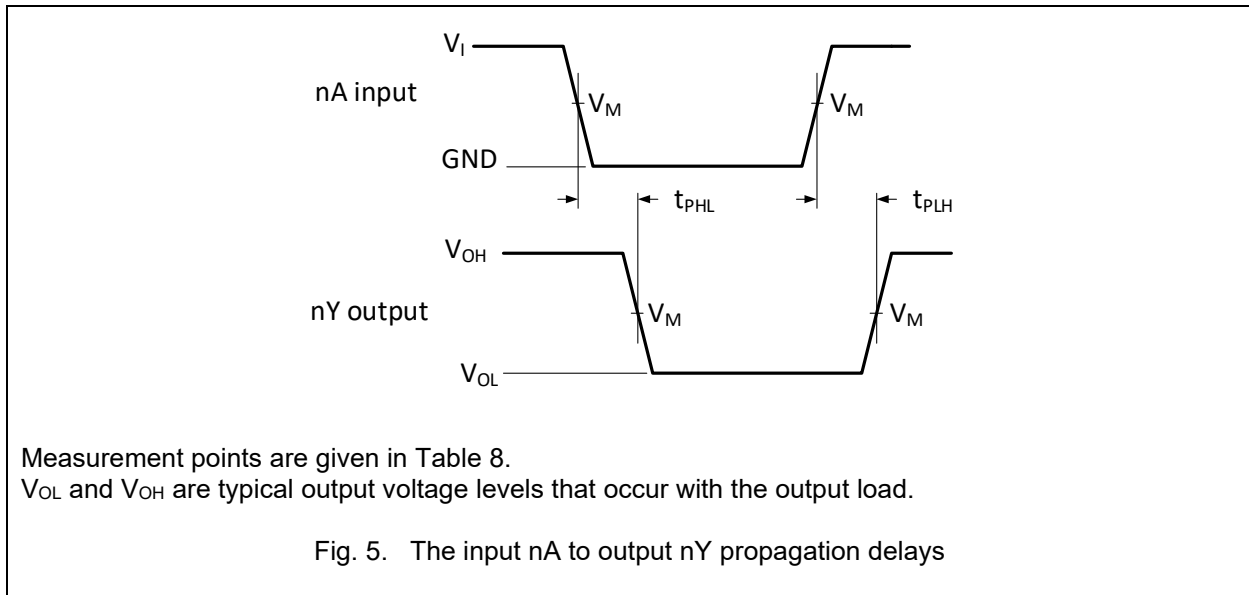 V_I
nA input
V_M
V_M
GND
t_PHL
t_PLH
V_OH
nY output
V_M
V_M
V_OL
Measurement points are given in Table 8.
V_OL and V_OH are typical output voltage levels that occur with the output load.
Fig. 5. The input nA to output nY propagation delays